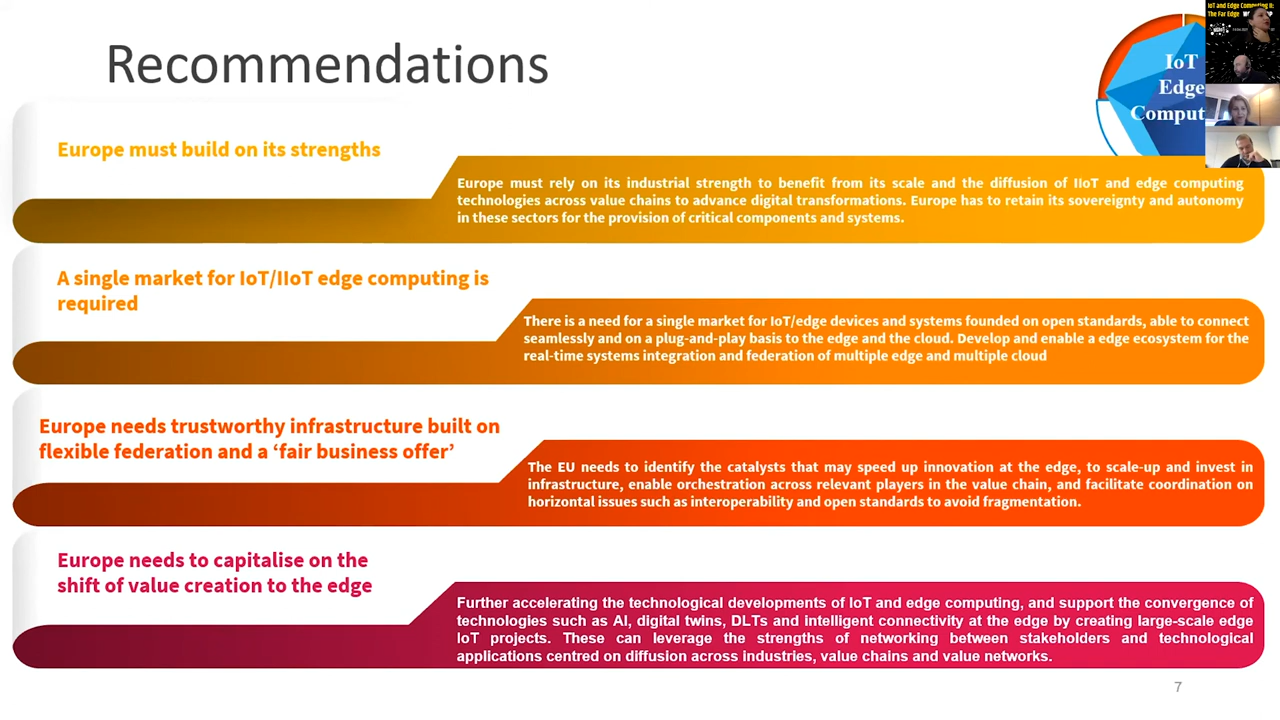 Recommendations
IoT and Edge Computing II:
The Far Edge
IoT
Edge
Comput
Europe must build on its strengths
Europe must rely on its industrial strength to benefit from its scale and the diffusion of IIoT and edge computing
technologies across value chains to advance digital transformations. Europe has to retain its sovereignty and autonomy
in these sectors for the provision of critical components and systems.
A single market for IoT/IIoT edge computing is
required
There is a need for a single market for IoT/edge devices and systems founded on open standards, able to connect
seamlessly and on a plug-and-play basis to the edge and the cloud. Develop and enable a edge ecosystem for the
real-time systems integration and federation of multiple edge and multiple cloud
Europe needs trustworthy infrastructure built on
flexible federation and a ‘fair business offer’
The EU needs to identify the catalysts that may speed up innovation at the edge, to scale-up and invest in
infrastructure, enable orchestration across relevant players in the value chain, and facilitate coordination on
horizontal issues such as interoperability and open standards to avoid fragmentation.
Europe needs to capitalise on the
shift of value creation to the edge
Further accelerating the technological developments of IoT and edge computing, and support the convergence of
technologies such as AI, digital twins, DLTs and intelligent connectivity at the edge by creating large-scale edge
IoT projects. These can leverage the strengths of networking between stakeholders and technological
applications centred on diffusion across industries, value chains and value networks.
7